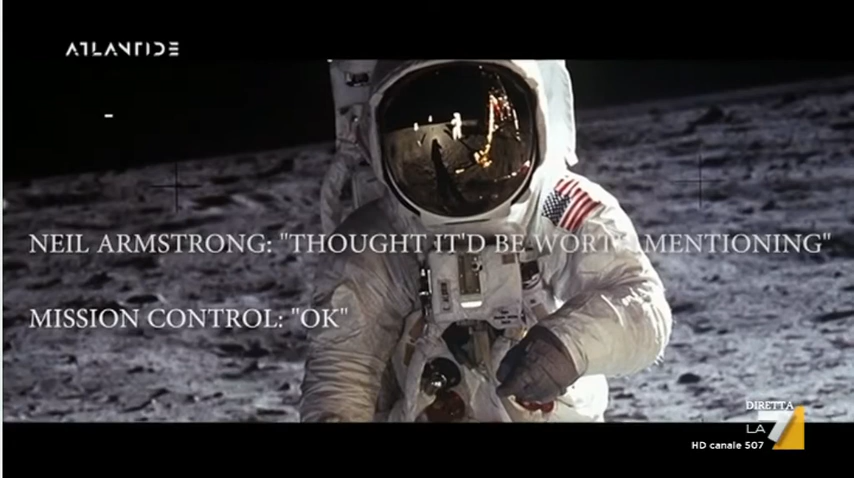 ATLANTIDE
NEIL ARMSTRONG: "THOUGHT IT'D BE WORTH MENTIONING"
MISSION CONTROL: "OK"
DIRETTA
LA 7
HD canale 507